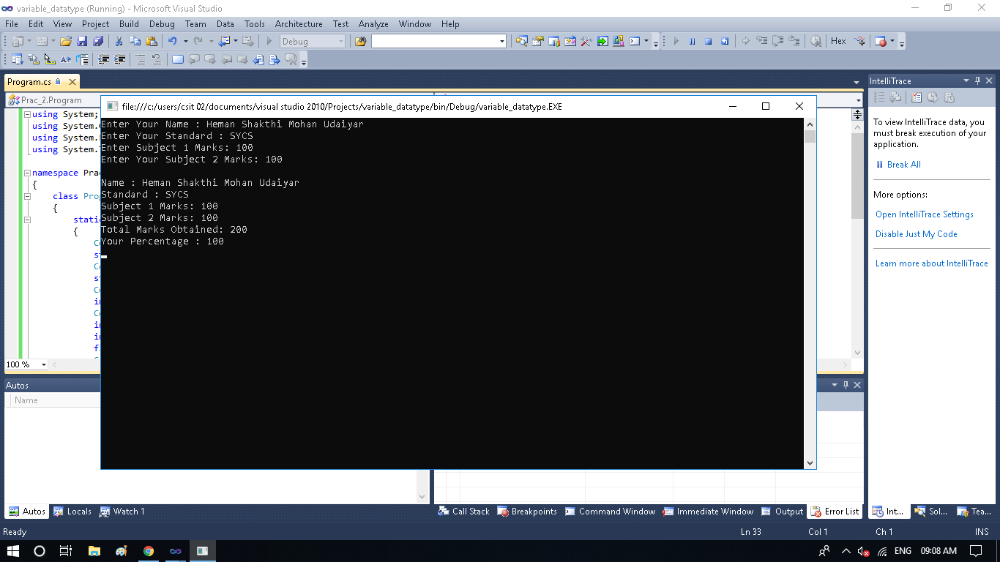 variable_datatype (Running) - Microsoft Visual Studio
File Edit View Project Build Debug Team Data Tools Architecture Test Analyze Window Help
Debug
Hex
Program.cs
Prac_2.Program
using System;
using System.
using System.
using System.
namespace Prac
{
class Prog
{
static
{
100 %
file:///c:/users/csit 02/documents/visual studio 2010/Projects/variable_datatype/bin/Debug/variable_datatype.EXE
Enter Your Name : Heman Shakthi Mohan Udaiyar
Enter Your Standard : SYCS
Enter Subject 1 Marks: 100
Enter Your Subject 2 Marks: 100
Name : Heman Shakthi Mohan Udaiyar
Standard : SYCS
Subject 1 Marks: 100
Subject 2 Marks: 100
Total Marks Obtained: 200
Your Percentage : 100
IntelliTrace
To view IntelliTrace data, you
must break execution of your
application.
Break All
More options:
Open IntelliTrace Settings
Disable Just My Code
Learn more about IntelliTrace
Autos
Name
Autos Locals Watch 1
Call Stack Breakpoints Command Window Immediate Window Output Error List
Int... Sol... Tea...
Ready Ln 33 Col 1 Ch 1 INS
ENG 09:08 AM